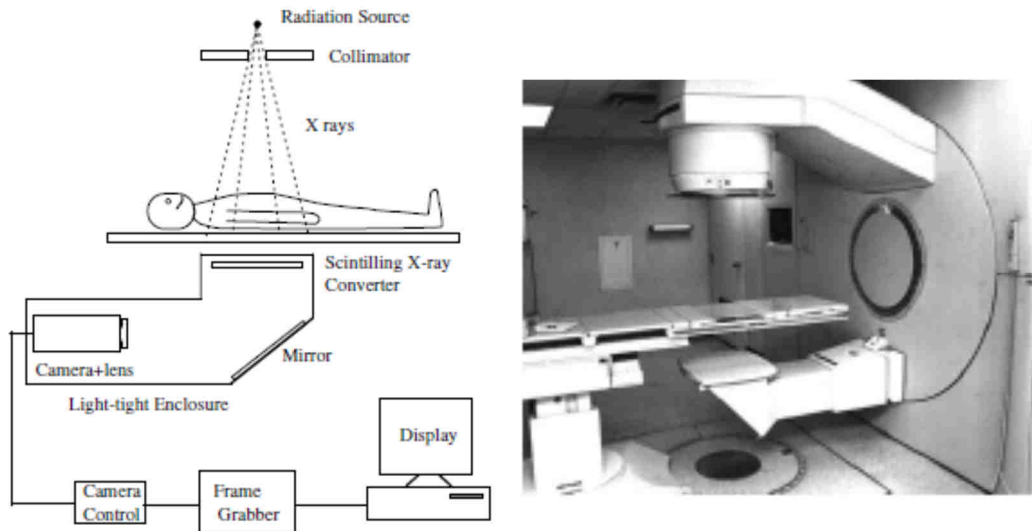 Radiation Source
Collimator
X rays
Scintilling X-ray
Converter
Mirror
Camera+lens
Light-tight Enclosure
Display
Camera
Control
Frame
Grabber